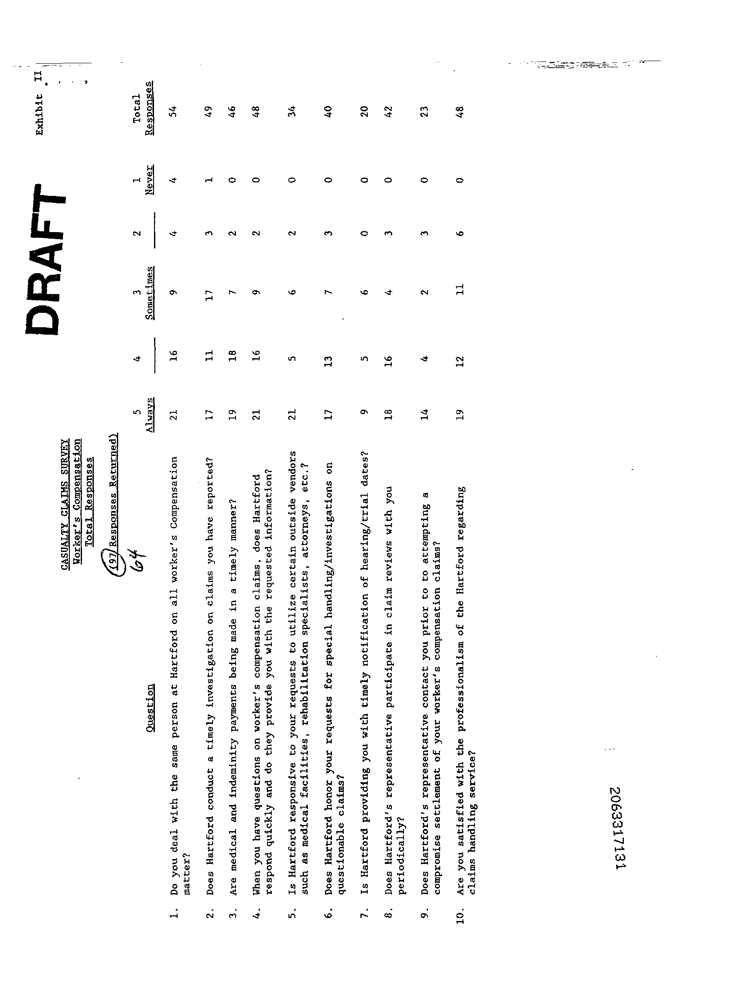 Exhibit II
DRAFT
CASUALTY CLAIMS SURVEY
Worker's Compensation
Total Responses
(97) Responses Returned)
64
Question 5 Always 4 3 Sometimes 2 1 Never Total Responses
1. Do you deal with the same person at Hartford on all worker's Compensation 21 16 9 4 4 54
matter?
2. Does Hartford conduct a timely investigation on claims you have reported? 17 11 17 3 1 49
3. Are medical and indeminity payments being made in a timely manner? 19 18 7 2 0 46
4. When you have questions on worker's compensation claims, does Hartford 21 16 9 2 0 48
respond quickly and do they provide you with the requested information?
5. Is Hartford responsive to your requests to utilize certain outside vendors 21 5 6 2 0 34
such as medical facilities, rehabilitation specialists, attorneys, etc.?
6. Does Hartford honor your requests for special handling/investigations on 17 13 7 3 0 40
questionable claims?
7. Is Hartford providing you with timely notification of hearing/trial dates? 9 5 6 0 0 20
8. Does Hartford's representative participate in claim reviews with you 18 16 4 3 0 42
periodically?
9. Does Hartford's representative contact you prior to to attempting a 14 4 2 3 0 23
compromise settlement of your worker's compensation claims?
10. Are you satisfied with the professionalism of the Hartford regarding 19 12 11 6 0 48
claims handling service?
2063317131